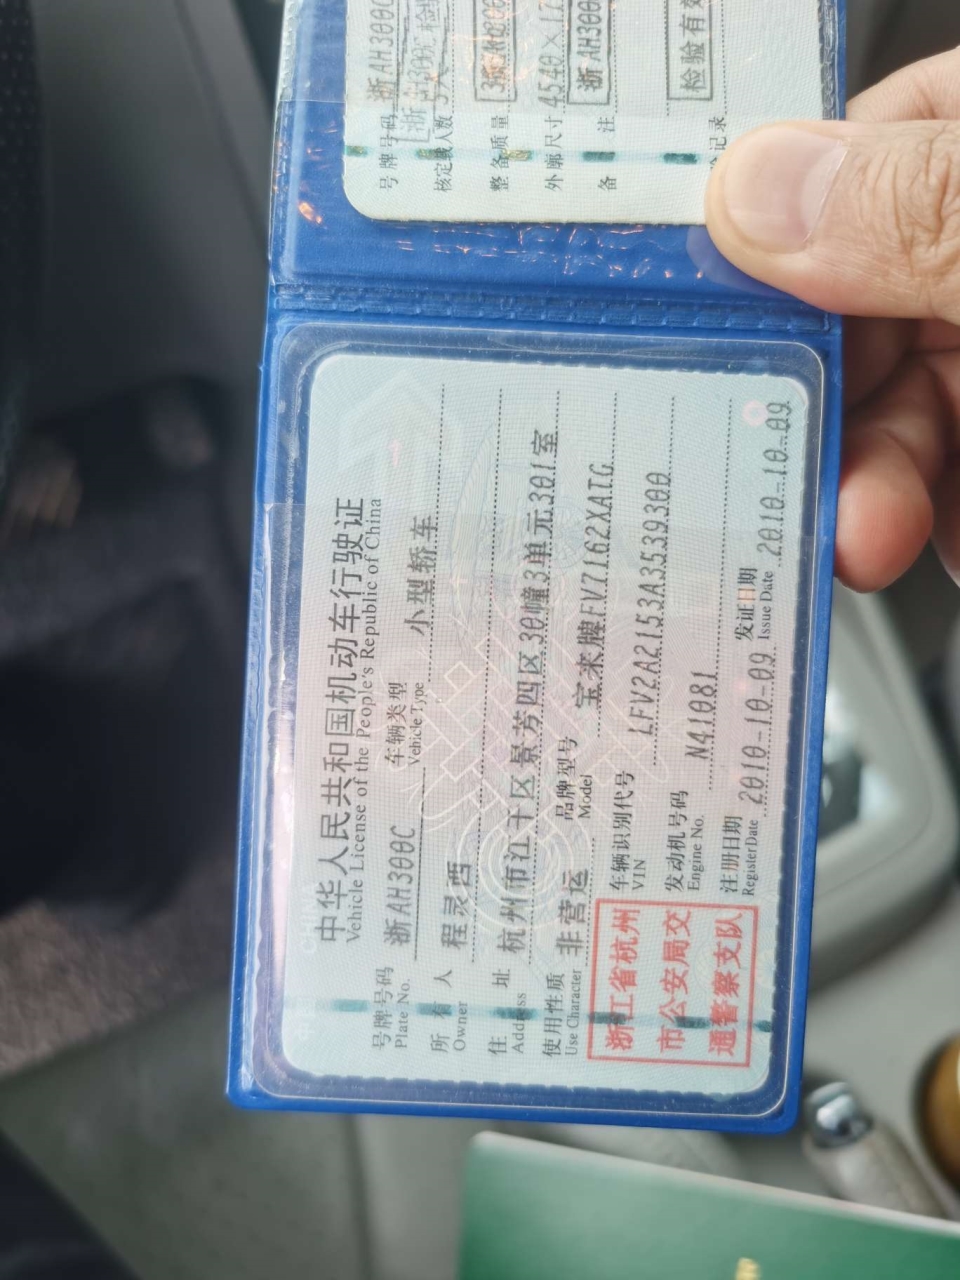 中华人民共和国机动车行驶证
Vehicle License of the People's Republic of China
号牌号码 浙AH300C 车辆类型 小型轿车
Plate No. Vehicle Type
所有人 程灵西
Owner
住址 杭州市江干区景芳四区30幢3单元301室
Address
使用性质 非营运 品牌型号 宝来牌FV7162XATG
Use Character Model
浙江省杭州
市公安局交
通警察支队
车辆识别代号 LFV2A2153A3539300
VIN
发动机号码 N41081
Engine No.
注册日期 2010-10-09 发证日期 2010-10-09
Register Date Issue Date
号牌号码 浙AH300C
核定载人数
整备质量
外廓尺寸 4540×17
备注 浙AH300
记录 检验有效